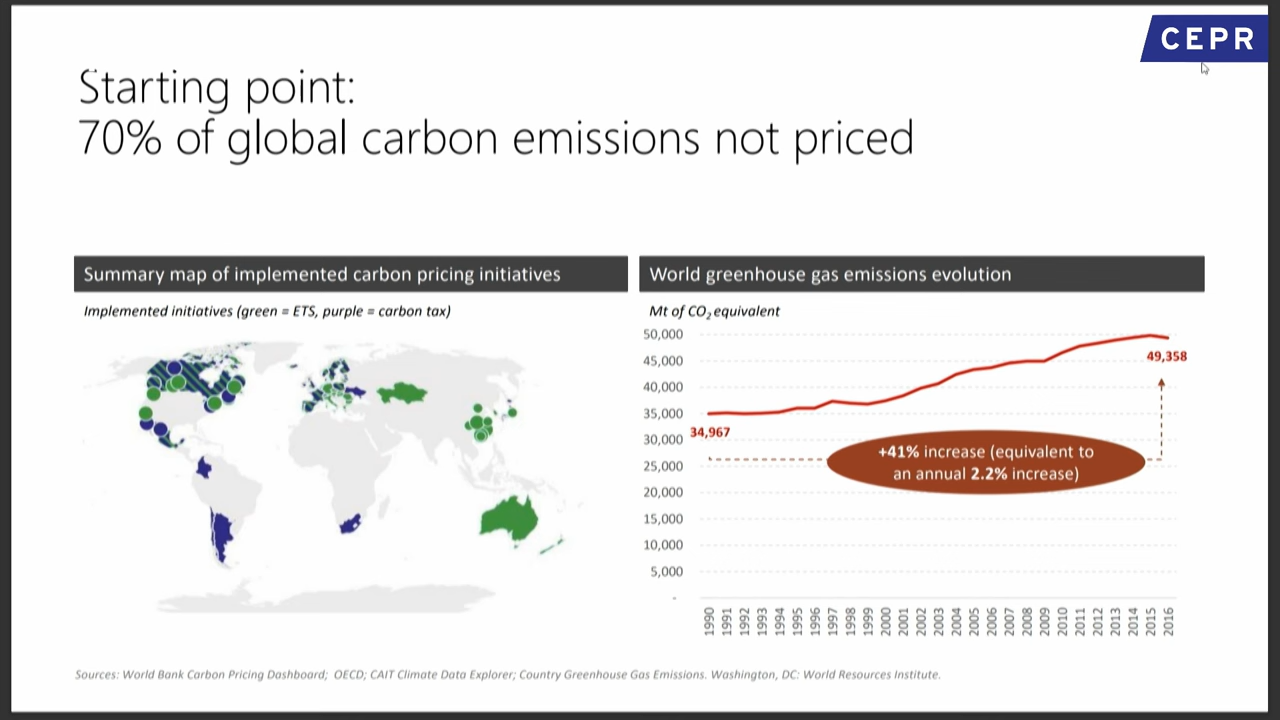 CEPR
Starting point:
70% of global carbon emissions not priced
Summary map of implemented carbon pricing initiatives
Implemented initiatives (green = ETS, purple = carbon tax)
World greenhouse gas emissions evolution
Mt of CO₂ equivalent
50,000
45,000
40,000
35,000
30,000
25,000
20,000
15,000
10,000
5,000
-
34,967
49,358
+41% increase (equivalent to
an annual 2.2% increase)
1990 1991 1992 1993 1994 1995 1996 1997 1998 1999 2000 2001 2002 2003 2004 2005 2006 2007 2008 2009 2010 2011 2012 2013 2014 2015 2016
Sources: World Bank Carbon Pricing Dashboard; OECD; CAIT Climate Data Explorer; Country Greenhouse Gas Emissions. Washington, DC: World Resources Institute.